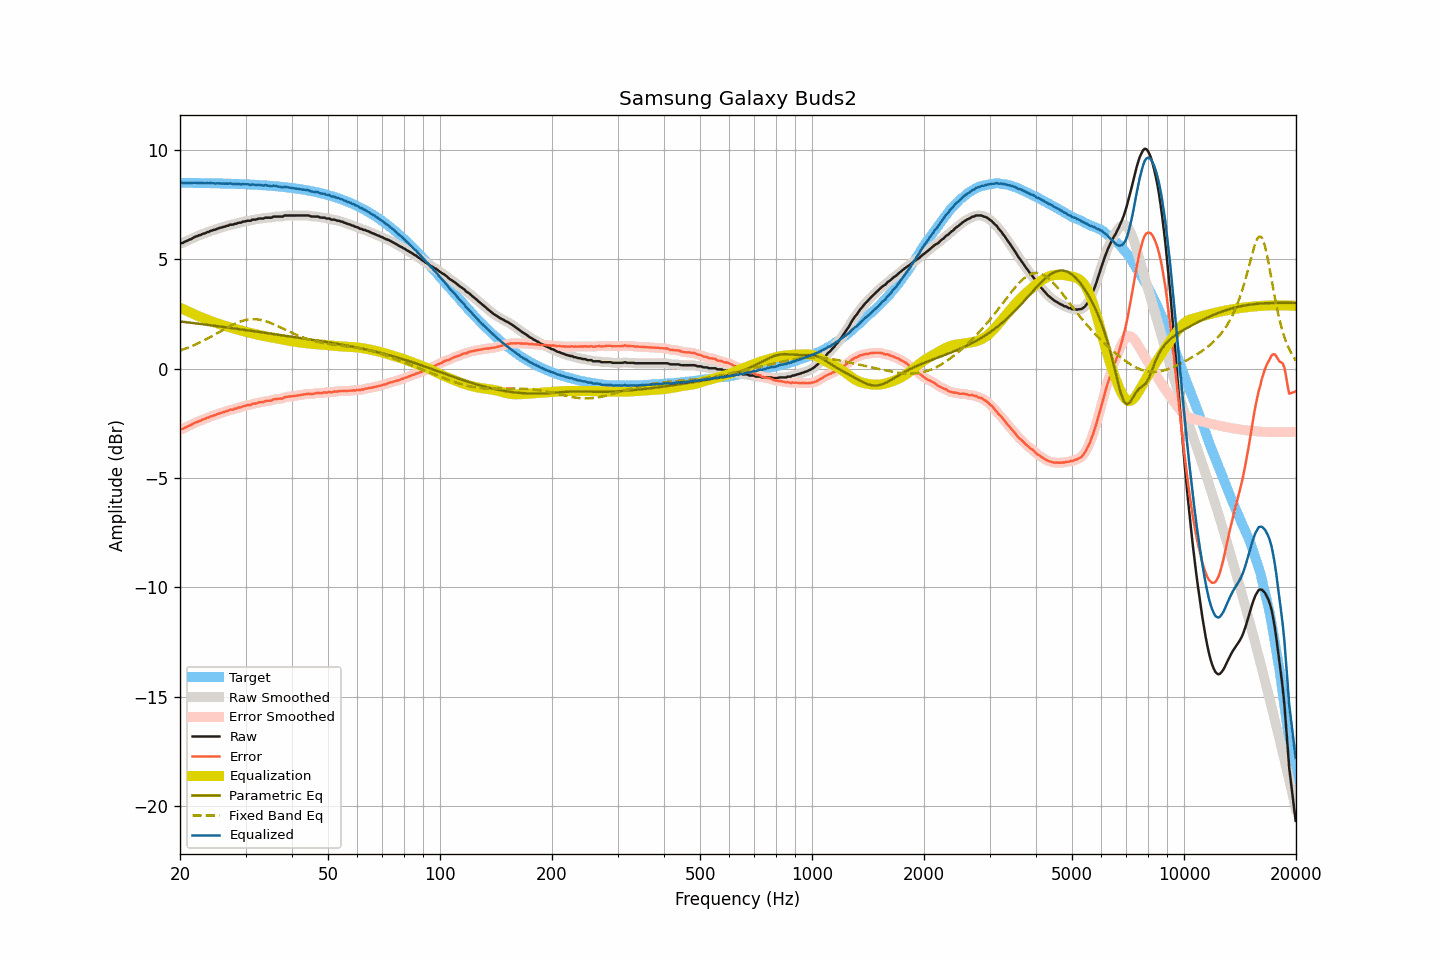 Samsung Galaxy Buds2
Amplitude (dBr)
10
5
0
−5
−10
−15
−20
Target
Raw Smoothed
Error Smoothed
Raw
Error
Equalization
Parametric Eq
Fixed Band Eq
Equalized
20 50 100 200 500 1000 2000 5000 10000 20000
Frequency (Hz)